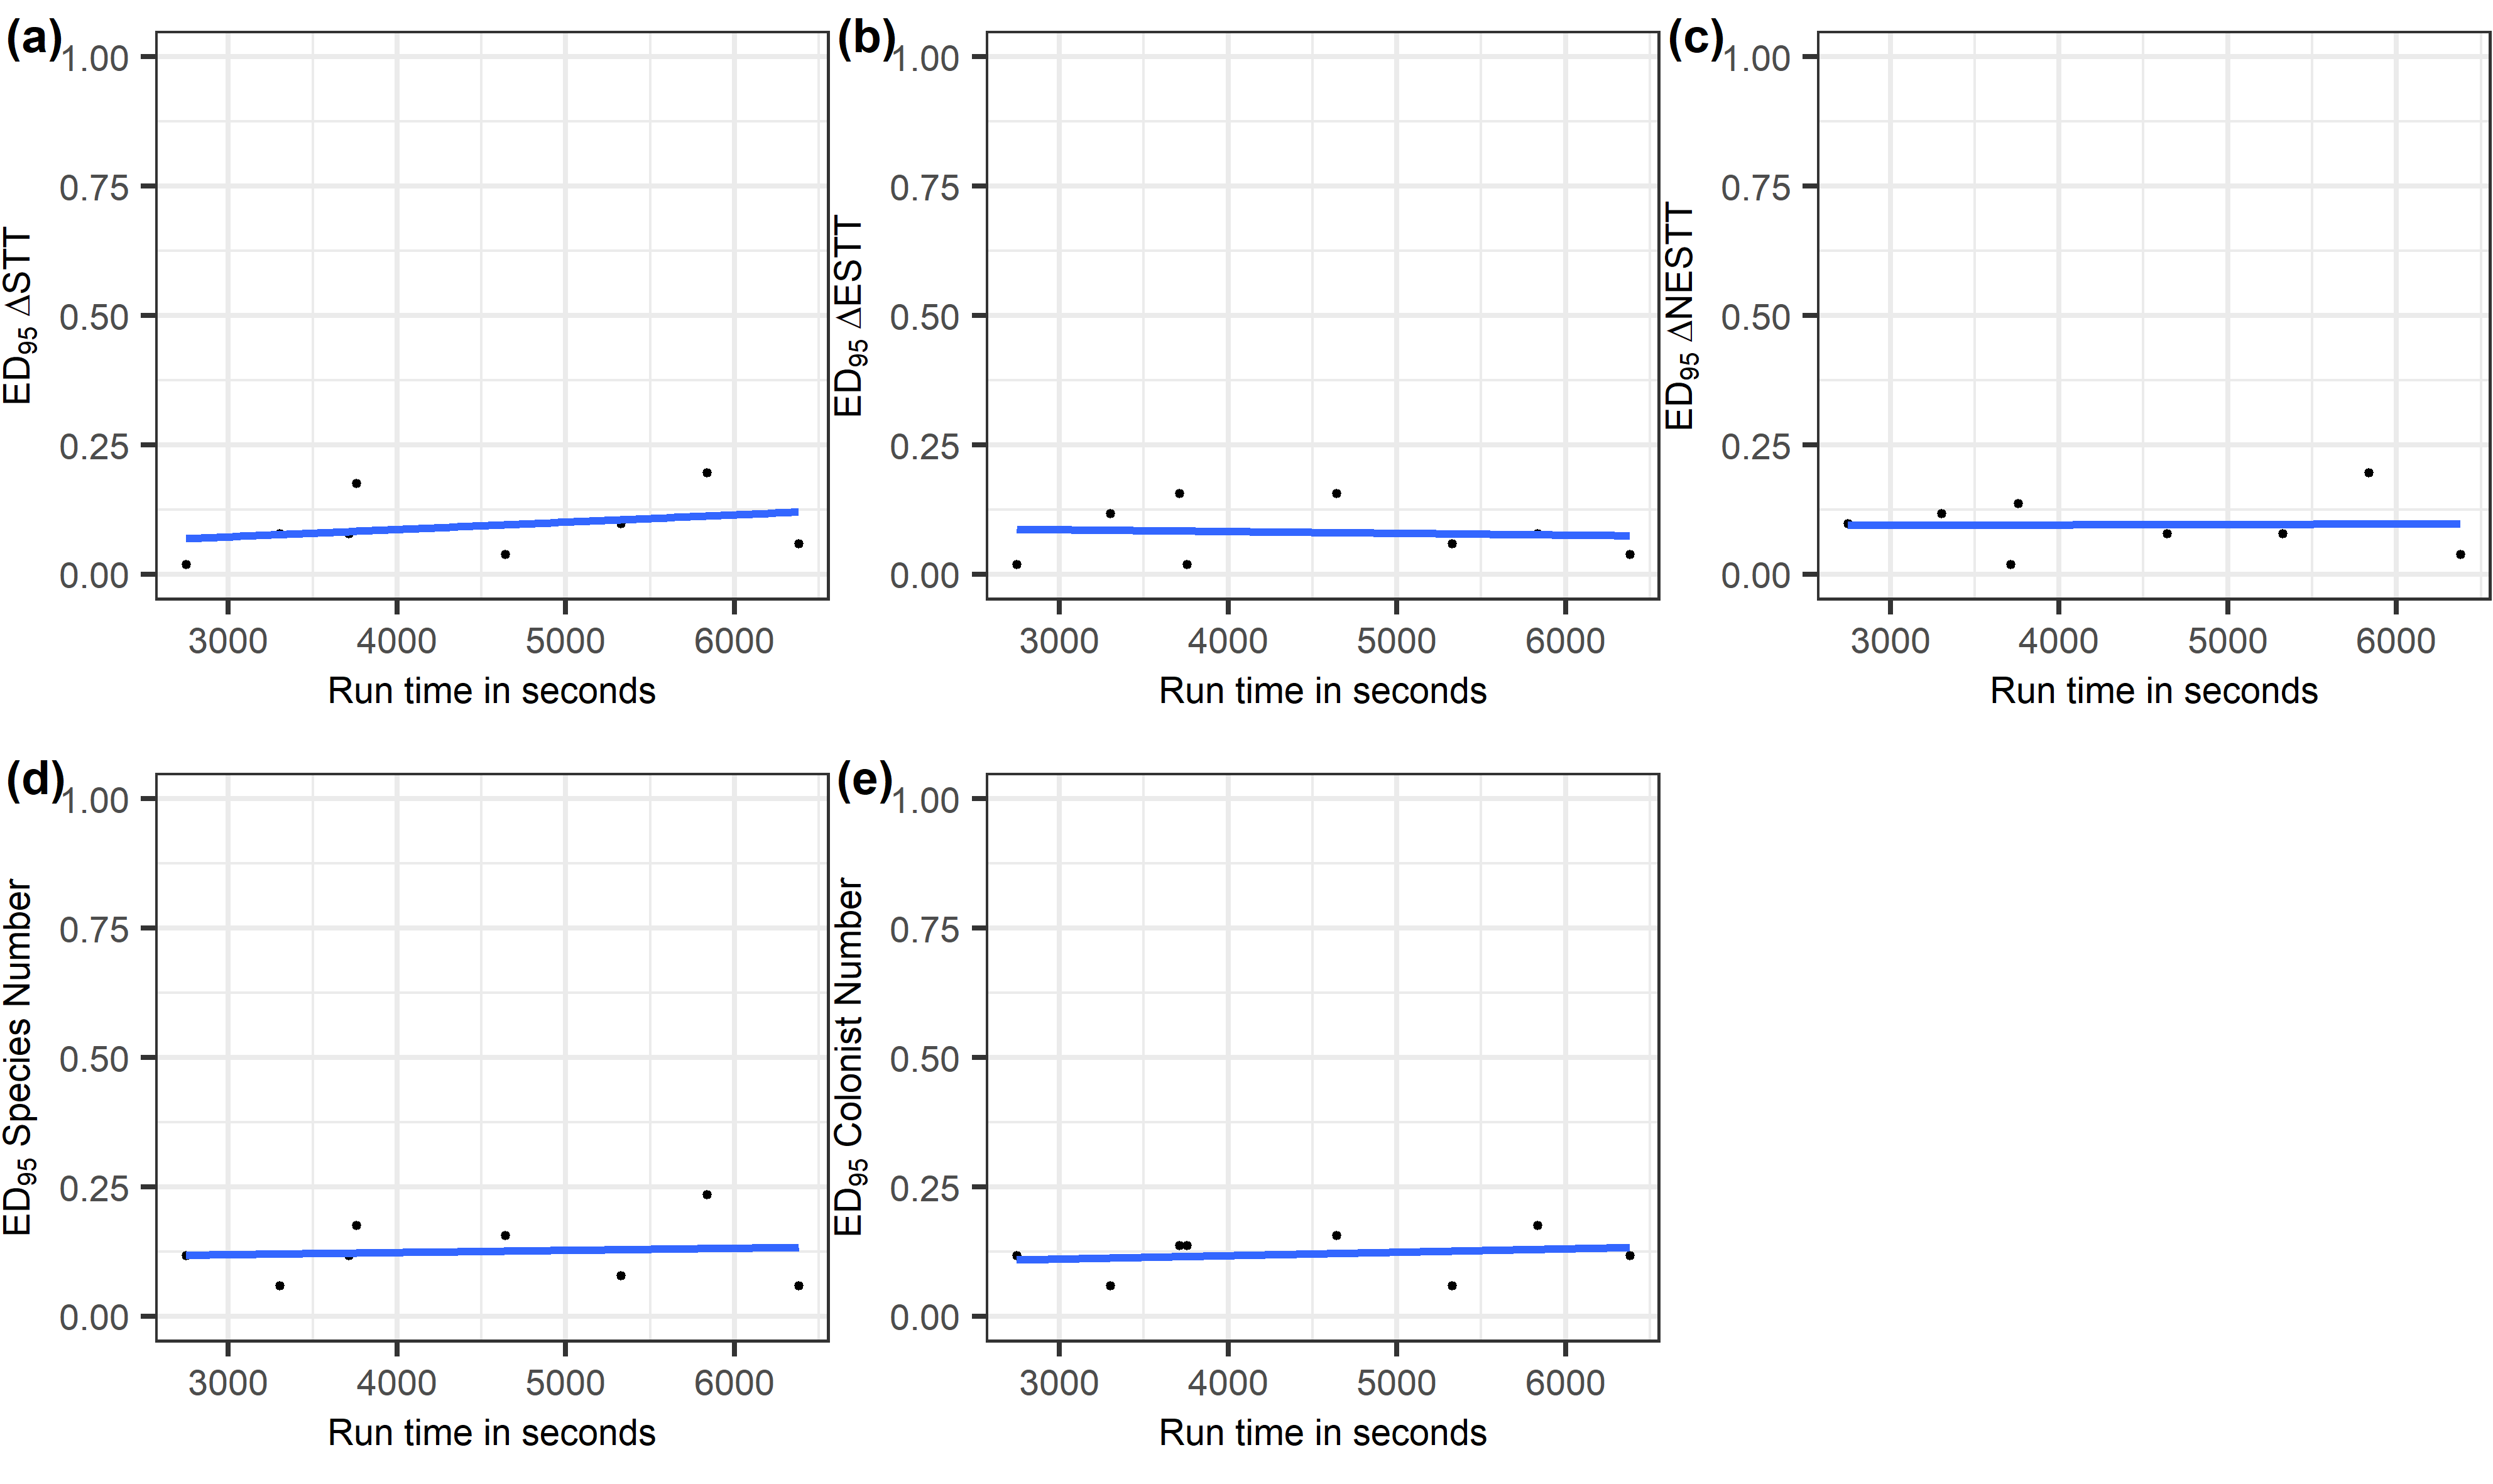 (a)
1.00
0.75
0.50
0.25
0.00
ED95 ΔSTT
3000 4000 5000 6000
Run time in seconds
(b)
1.00
0.75
0.50
0.25
0.00
ED95 ΔESTT
3000 4000 5000 6000
Run time in seconds
(c)
1.00
0.75
0.50
0.25
0.00
ED95 ΔNESTT
3000 4000 5000 6000
Run time in seconds
(d)
1.00
0.75
0.50
0.25
0.00
ED95 Species Number
3000 4000 5000 6000
Run time in seconds
(e)
1.00
0.75
0.50
0.25
0.00
ED95 Colonist Number
3000 4000 5000 6000
Run time in seconds